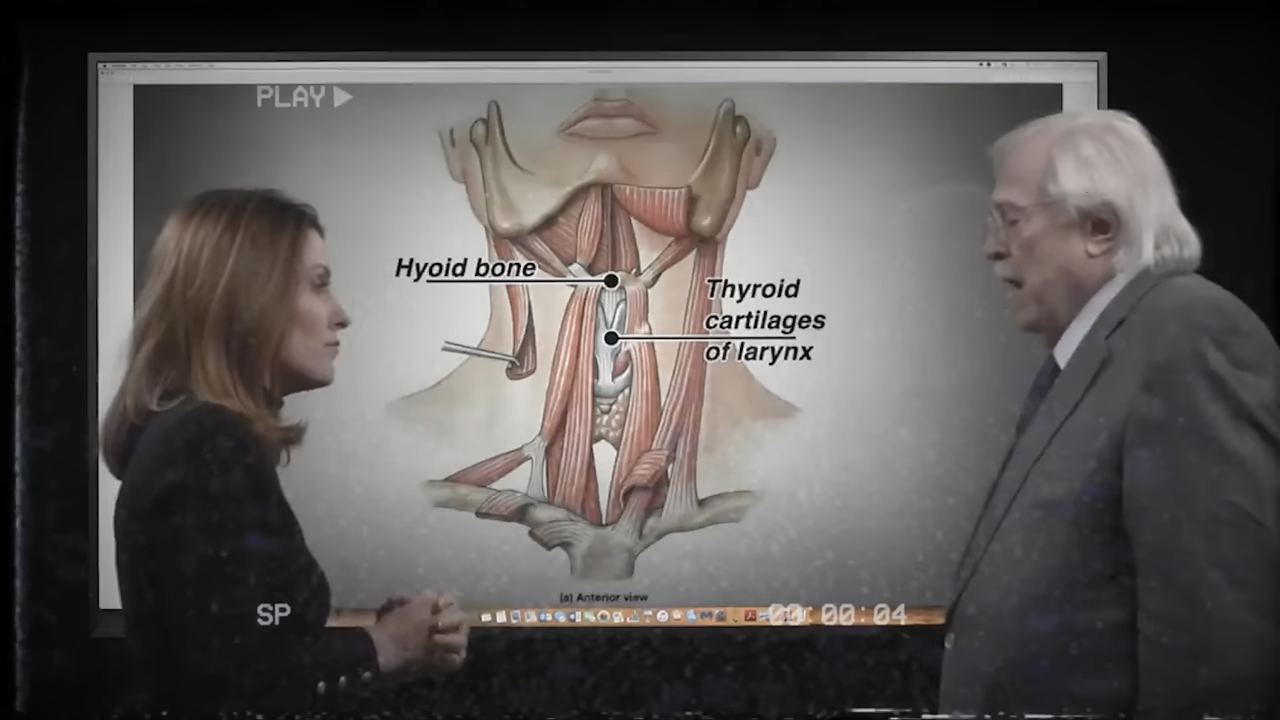 PLAY
Hyoid bone
Thyroid
cartilages
of larynx
(a) Anterior view
SP
00:00:04